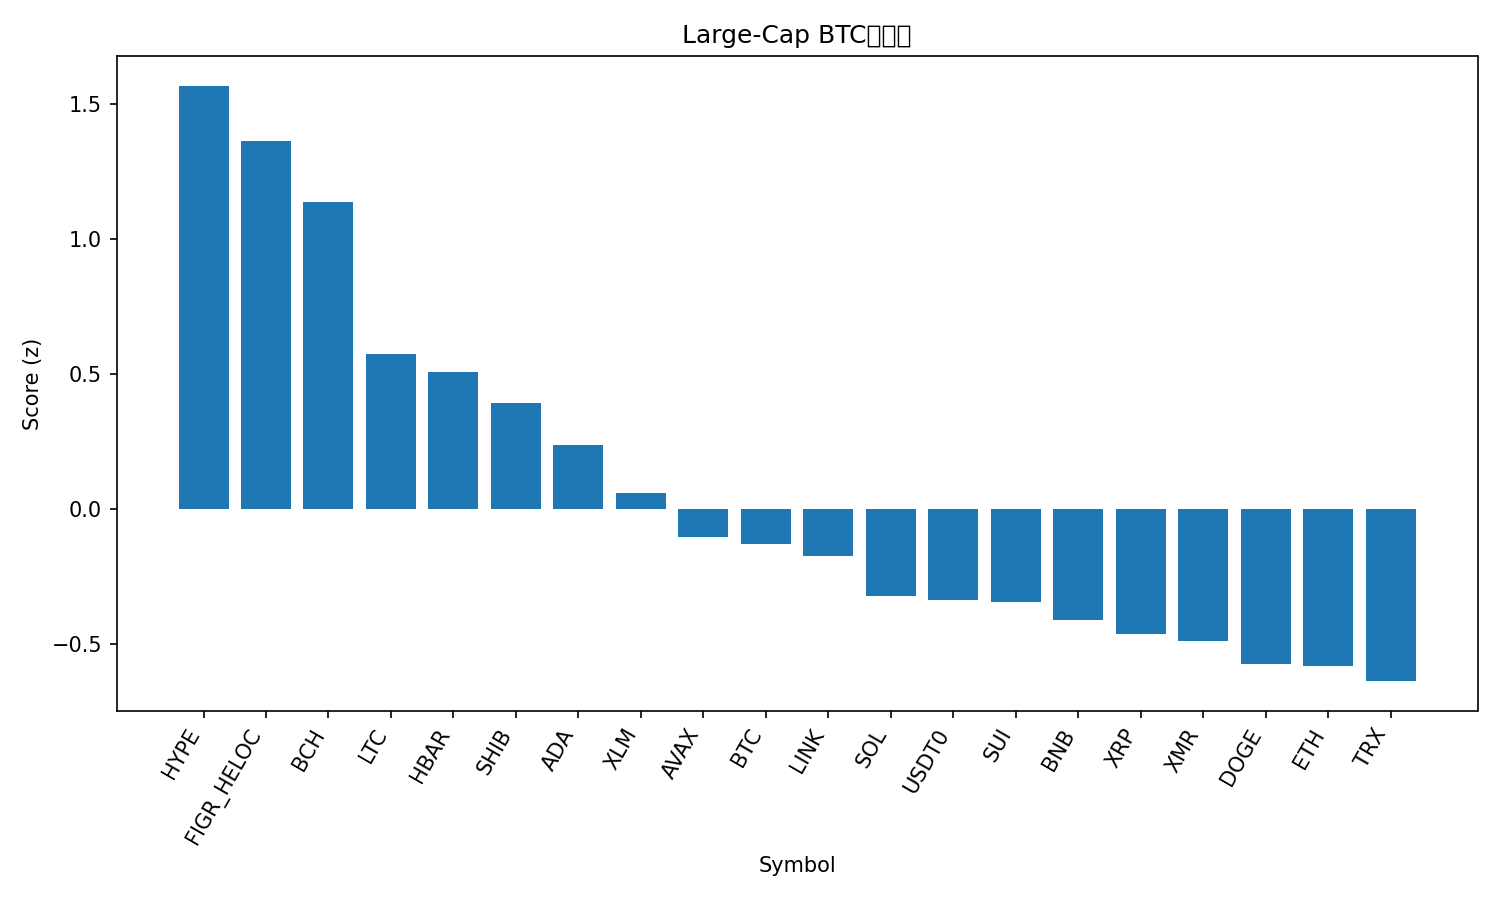 Large-Cap BTC
Score (z)
1.5
1.0
0.5
0.0
−0.5
HYPE
FIGR_HELOC
BCH
LTC
HBAR
SHIB
ADA
XLM
AVAX
BTC
LINK
SOL
USDT0
SUI
BNB
XRP
XMR
DOGE
ETH
TRX
Symbol